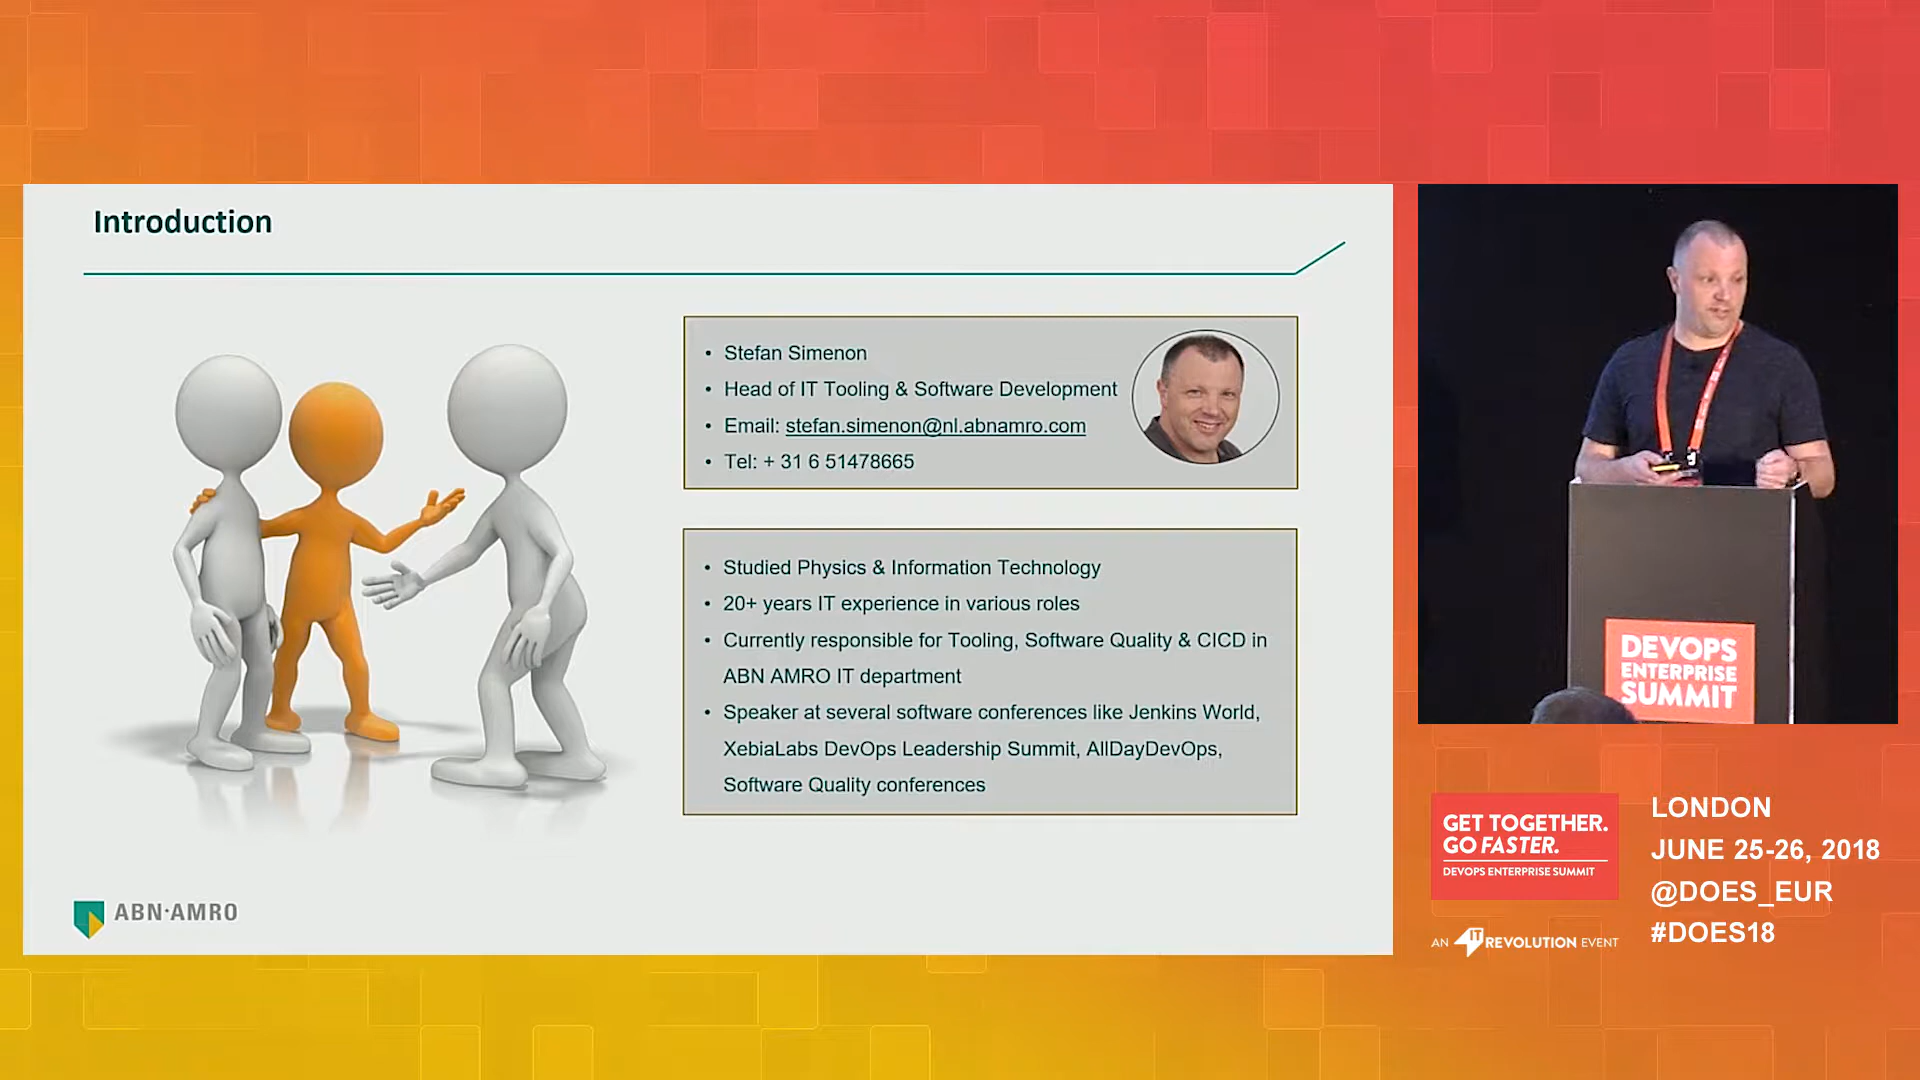 Introduction
• Stefan Simenon
• Head of IT Tooling & Software Development
• Email: stefan.simenon@nl.abnamro.com
• Tel: + 31 6 51478665
• Studied Physics & Information Technology
• 20+ years IT experience in various roles
• Currently responsible for Tooling, Software Quality & CICD in
ABN AMRO IT department
• Speaker at several software conferences like Jenkins World,
XebiaLabs DevOps Leadership Summit, AllDayDevOps,
Software Quality conferences
ABN·AMRO
DEVOPS
ENTERPRISE
SUMMIT
GET TOGETHER.
GO FASTER.
DEVOPS ENTERPRISE SUMMIT
AN IT REVOLUTION EVENT
LONDON
JUNE 25-26, 2018
@DOES_EUR
#DOES18